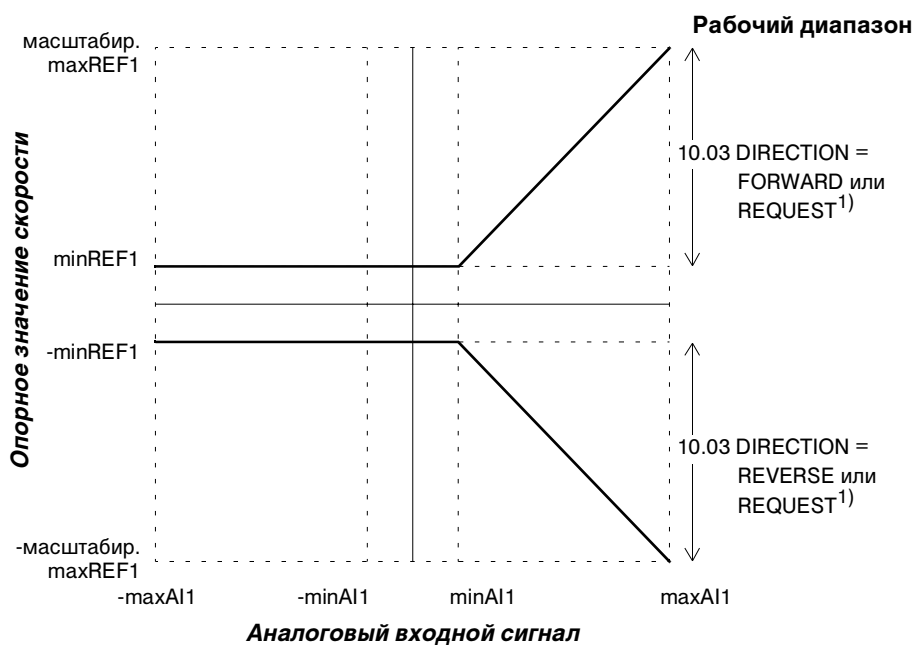 Рабочий диапазон
масштабир.
maxREF1
10.03 DIRECTION =
FORWARD или
REQUEST1)
minREF1
Опорное значение скорости
-minREF1
10.03 DIRECTION =
REVERSE или
REQUEST1)
-масштабир.
maxREF1
-maxAI1
-minAI1
minAI1
maxAI1
Аналоговый входной сигнал